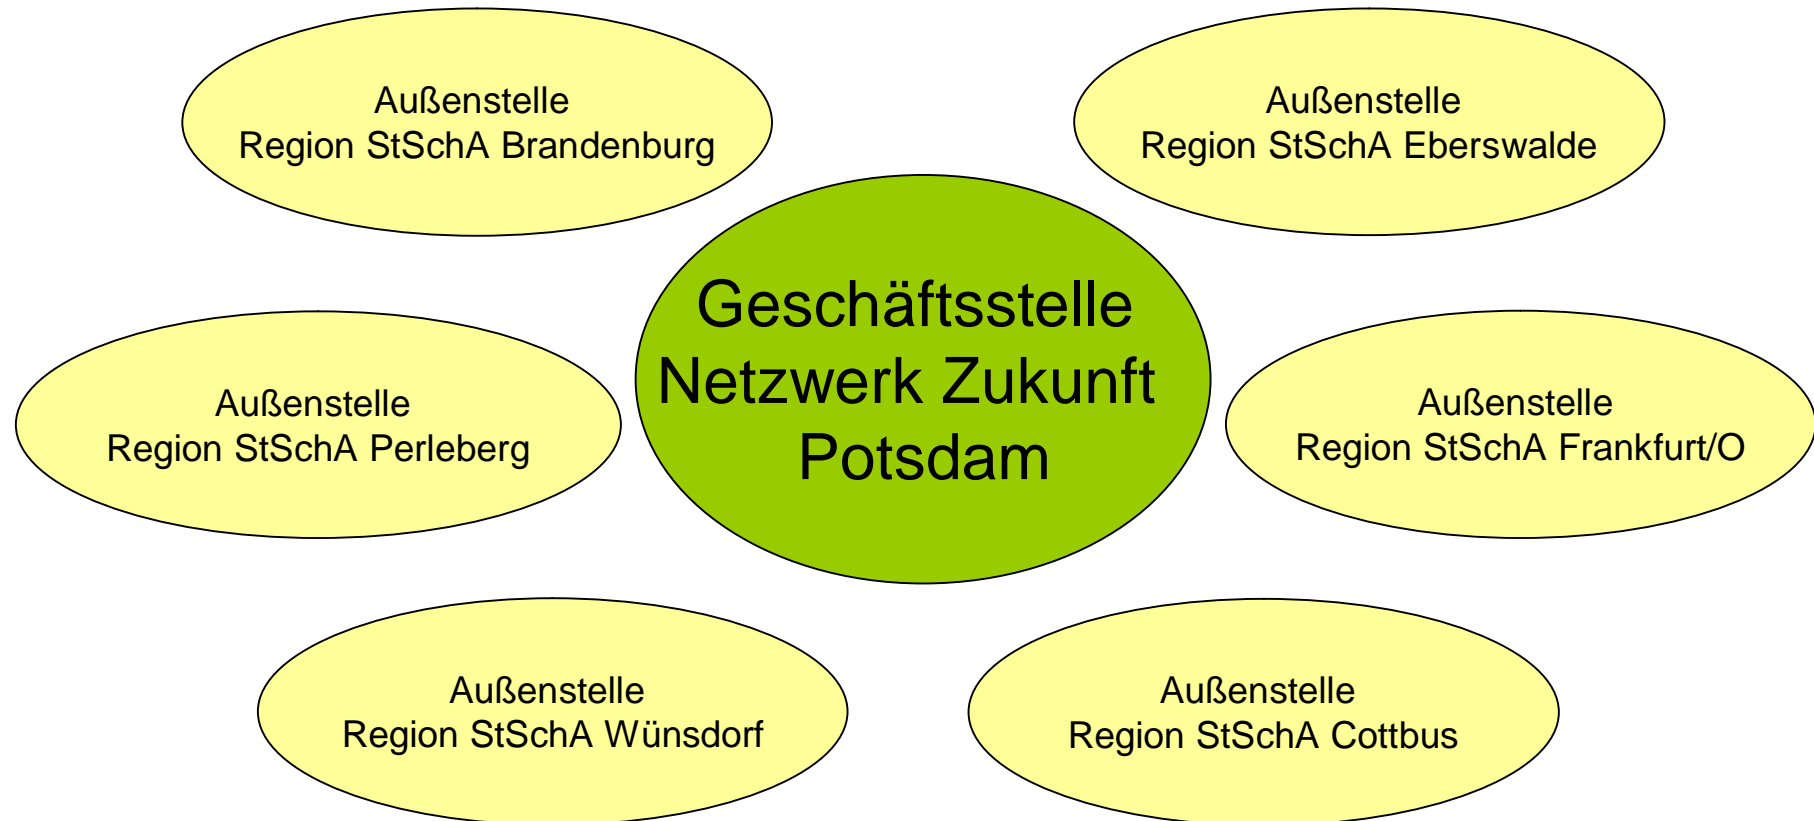 Außenstelle
Region StSchA Brandenburg
Außenstelle
Region StSchA Eberswalde
Geschäftsstelle
Netzwerk Zukunft
Potsdam
Außenstelle
Region StSchA Perleberg
Außenstelle
Region StSchA Frankfurt/O
Außenstelle
Region StSchA Wünsdorf
Außenstelle
Region StSchA Cottbus